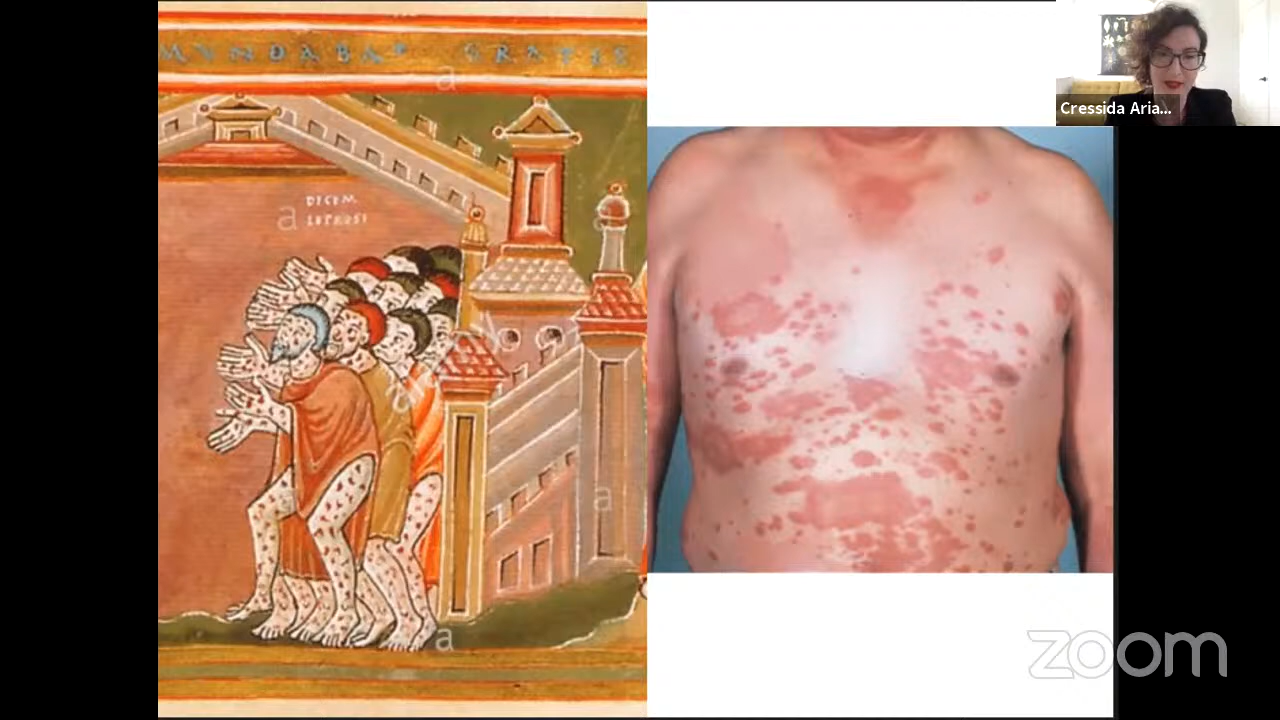 MVNDABAT GRATIS
DECEM
LEPROSI
Cressida Aria...
a
a
a
a
a
zoom